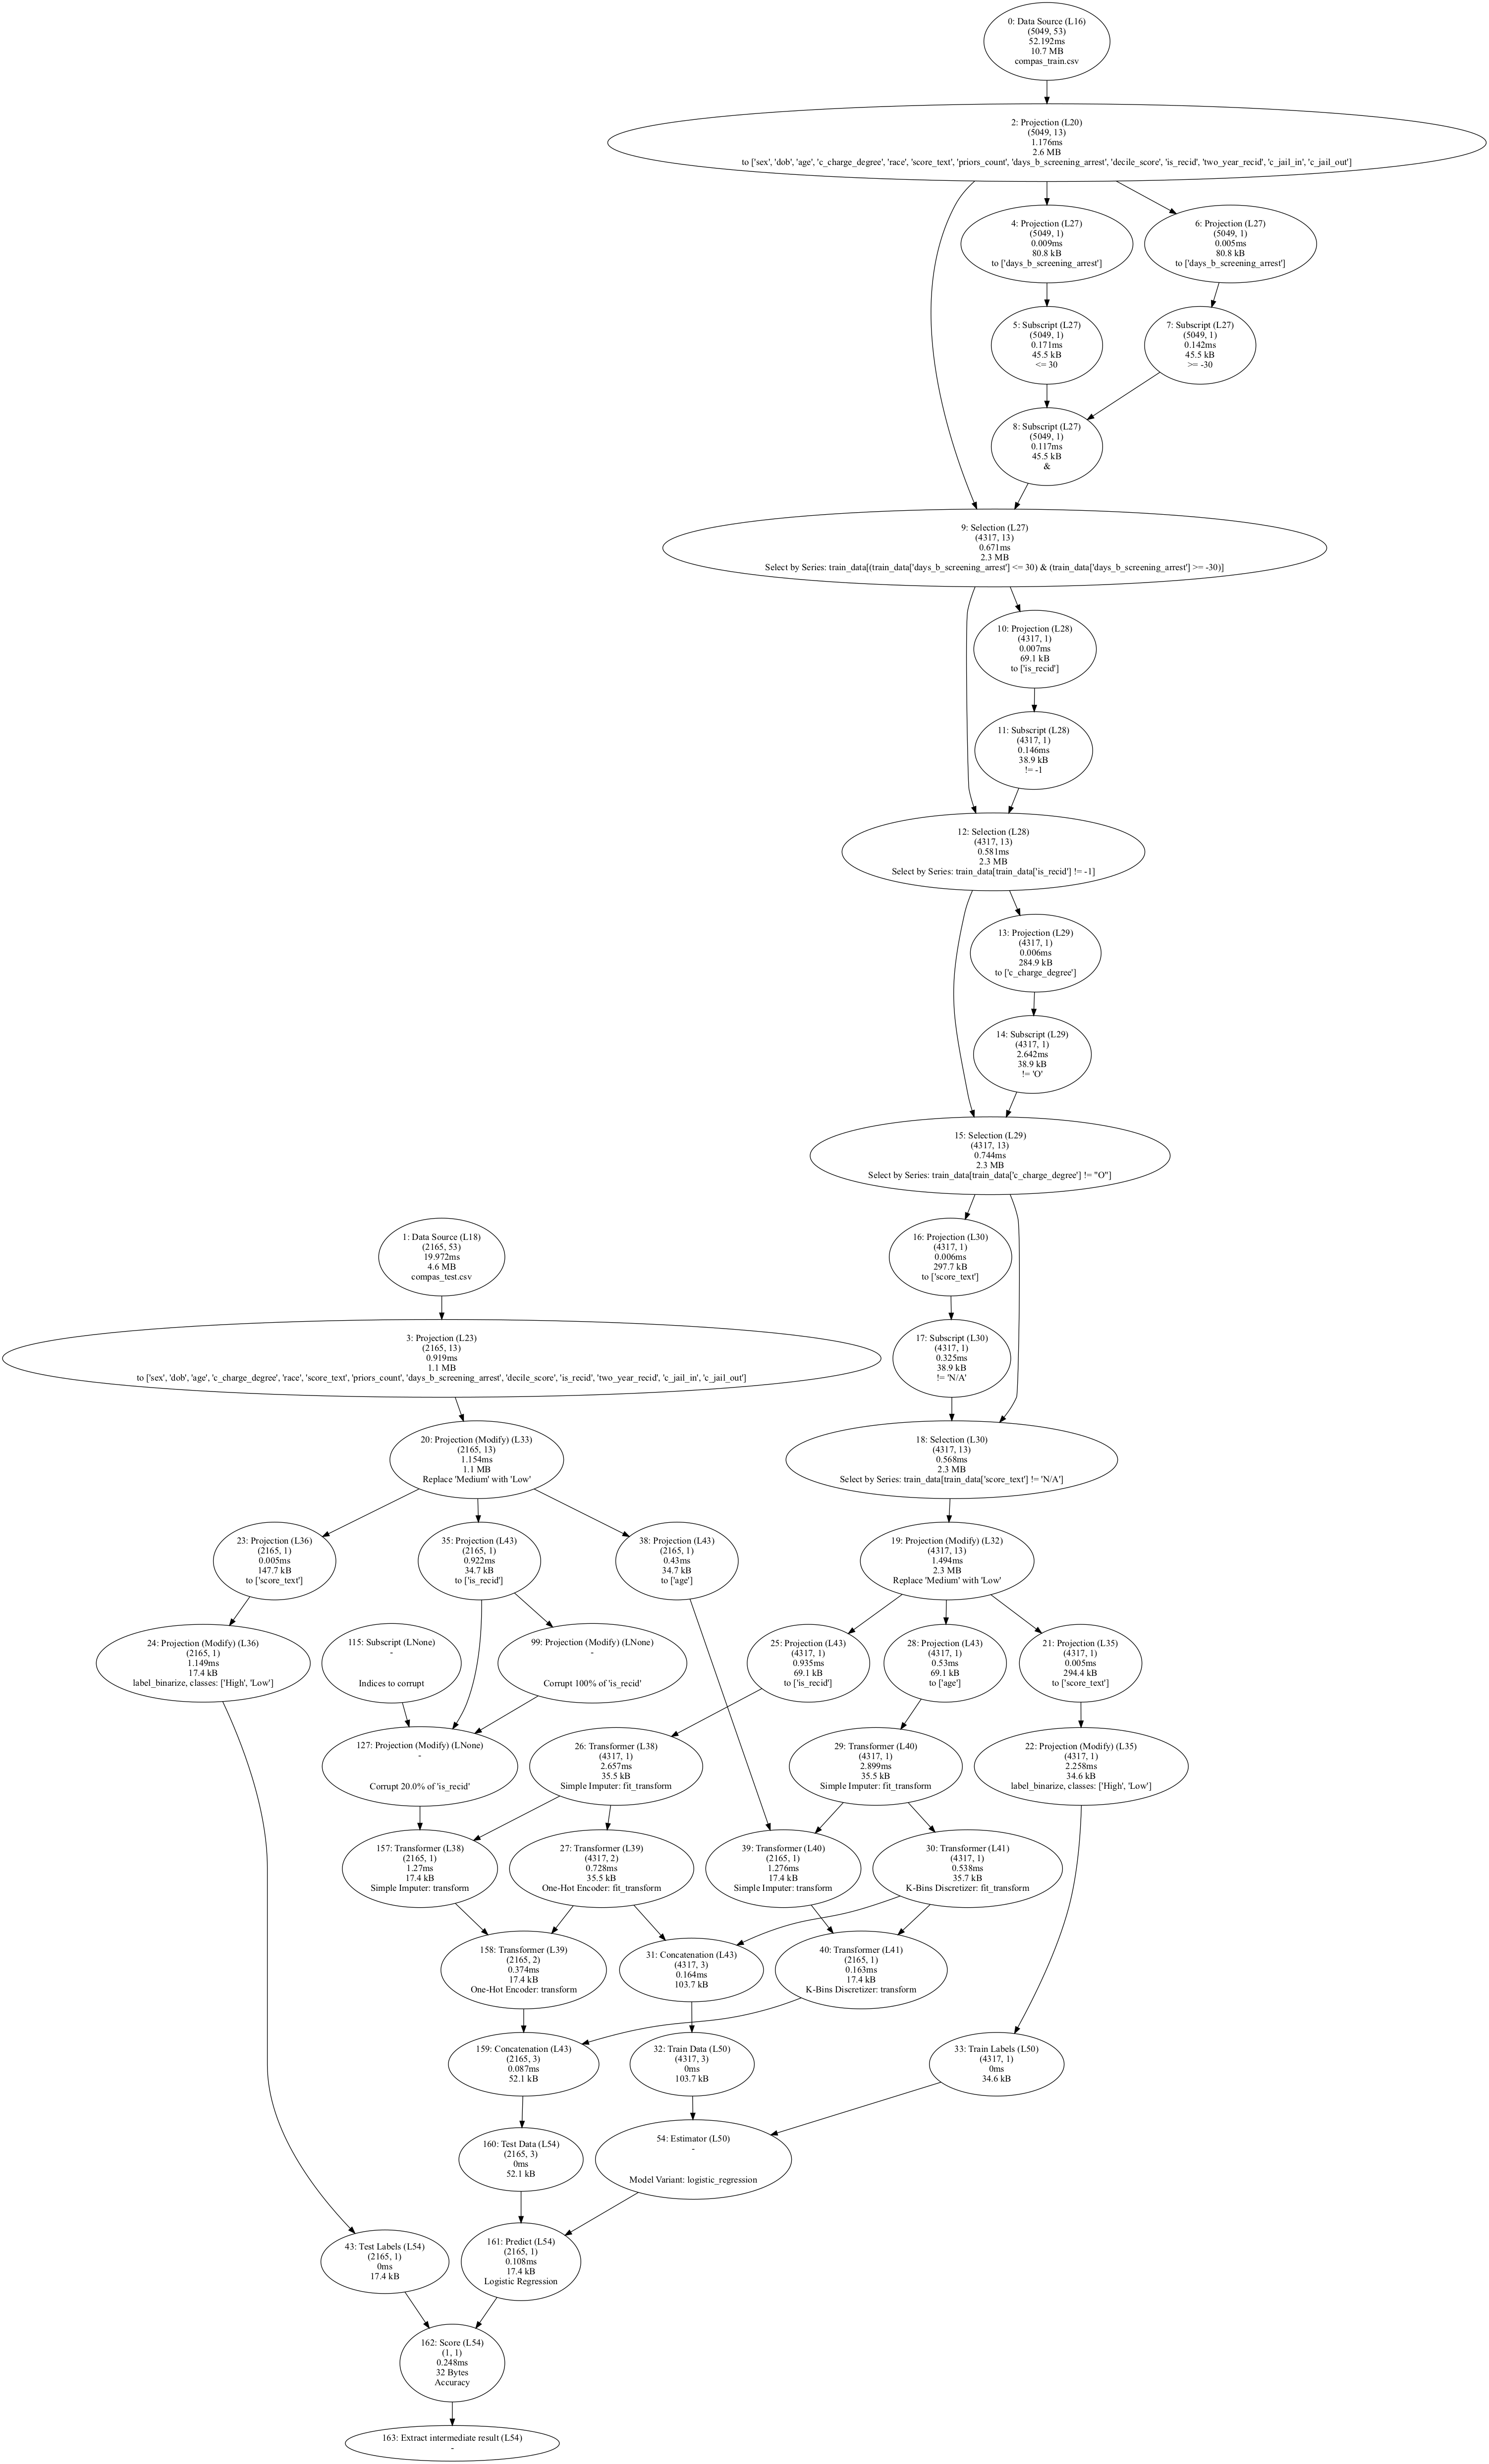 0: Data Source (L16)
(5049, 53)
52.192ms
10.7 MB
compas_train.csv
2: Projection (L20)
(5049, 13)
1.176ms
2.6 MB
to ['sex', 'dob', 'age', 'c_charge_degree', 'race', 'score_text', 'priors_count', 'days_b_screening_arrest', 'decile_score', 'is_recid', 'two_year_recid', 'c_jail_in', 'c_jail_out']
4: Projection (L27)
(5049, 1)
0.009ms
80.8 kB
to ['days_b_screening_arrest']
6: Projection (L27)
(5049, 1)
0.005ms
80.8 kB
to ['days_b_screening_arrest']
5: Subscript (L27)
(5049, 1)
0.171ms
45.5 kB
<= 30
7: Subscript (L27)
(5049, 1)
0.142ms
45.5 kB
>= -30
8: Subscript (L27)
(5049, 1)
0.117ms
45.5 kB
&
9: Selection (L27)
(4317, 13)
0.671ms
2.3 MB
Select by Series: train_data[(train_data['days_b_screening_arrest'] <= 30) & (train_data['days_b_screening_arrest'] >= -30)]
10: Projection (L28)
(4317, 1)
0.007ms
69.1 kB
to ['is_recid']
11: Subscript (L28)
(4317, 1)
0.146ms
38.9 kB
!= -1
12: Selection (L28)
(4317, 13)
0.581ms
2.3 MB
Select by Series: train_data[train_data['is_recid'] != -1]
13: Projection (L29)
(4317, 1)
0.006ms
284.9 kB
to ['c_charge_degree']
14: Subscript (L29)
(4317, 1)
2.642ms
38.9 kB
!= 'O'
15: Selection (L29)
(4317, 13)
0.744ms
2.3 MB
Select by Series: train_data[train_data['c_charge_degree'] != "O"]
1: Data Source (L18)
(2165, 53)
19.972ms
4.6 MB
compas_test.csv
16: Projection (L30)
(4317, 1)
0.006ms
297.7 kB
to ['score_text']
3: Projection (L23)
(2165, 13)
0.919ms
1.1 MB
to ['sex', 'dob', 'age', 'c_charge_degree', 'race', 'score_text', 'priors_count', 'days_b_screening_arrest', 'decile_score', 'is_recid', 'two_year_recid', 'c_jail_in', 'c_jail_out']
17: Subscript (L30)
(4317, 1)
0.325ms
38.9 kB
!= 'N/A'
20: Projection (Modify) (L33)
(2165, 13)
1.154ms
1.1 MB
Replace 'Medium' with 'Low'
18: Selection (L30)
(4317, 13)
0.568ms
2.3 MB
Select by Series: train_data[train_data['score_text'] != 'N/A']
23: Projection (L36)
(2165, 1)
0.005ms
147.7 kB
to ['score_text']
35: Projection (L43)
(2165, 1)
0.922ms
34.7 kB
to ['is_recid']
38: Projection (L43)
(2165, 1)
0.43ms
34.7 kB
to ['age']
19: Projection (Modify) (L32)
(4317, 13)
1.494ms
2.3 MB
Replace 'Medium' with 'Low'
24: Projection (Modify) (L36)
(2165, 1)
1.149ms
17.4 kB
label_binarize, classes: ['High', 'Low']
115: Subscript (LNone)
-
Indices to corrupt
99: Projection (Modify) (LNone)
-
Corrupt 100% of 'is_recid'
25: Projection (L43)
(4317, 1)
0.935ms
69.1 kB
to ['is_recid']
28: Projection (L43)
(4317, 1)
0.53ms
69.1 kB
to ['age']
21: Projection (L35)
(4317, 1)
0.005ms
294.4 kB
to ['score_text']
127: Projection (Modify) (LNone)
-
Corrupt 20.0% of 'is_recid'
26: Transformer (L38)
(4317, 1)
2.657ms
35.5 kB
Simple Imputer: fit_transform
29: Transformer (L40)
(4317, 1)
2.899ms
35.5 kB
Simple Imputer: fit_transform
22: Projection (Modify) (L35)
(4317, 1)
2.258ms
34.6 kB
label_binarize, classes: ['High', 'Low']
157: Transformer (L38)
(2165, 1)
1.27ms
17.4 kB
Simple Imputer: transform
27: Transformer (L39)
(4317, 2)
0.728ms
35.5 kB
One-Hot Encoder: fit_transform
39: Transformer (L40)
(2165, 1)
1.276ms
17.4 kB
Simple Imputer: transform
30: Transformer (L41)
(4317, 1)
0.538ms
35.7 kB
K-Bins Discretizer: fit_transform
158: Transformer (L39)
(2165, 2)
0.374ms
17.4 kB
One-Hot Encoder: transform
31: Concatenation (L43)
(4317, 3)
0.164ms
103.7 kB
40: Transformer (L41)
(2165, 1)
0.163ms
17.4 kB
K-Bins Discretizer: transform
159: Concatenation (L43)
(2165, 3)
0.087ms
52.1 kB
32: Train Data (L50)
(4317, 3)
0ms
103.7 kB
33: Train Labels (L50)
(4317, 1)
0ms
34.6 kB
160: Test Data (L54)
(2165, 3)
0ms
52.1 kB
54: Estimator (L50)
-
Model Variant: logistic_regression
43: Test Labels (L54)
(2165, 1)
0ms
17.4 kB
161: Predict (L54)
(2165, 1)
0.108ms
17.4 kB
Logistic Regression
162: Score (L54)
(1, 1)
0.248ms
32 Bytes
Accuracy
163: Extract intermediate result (L54)
-